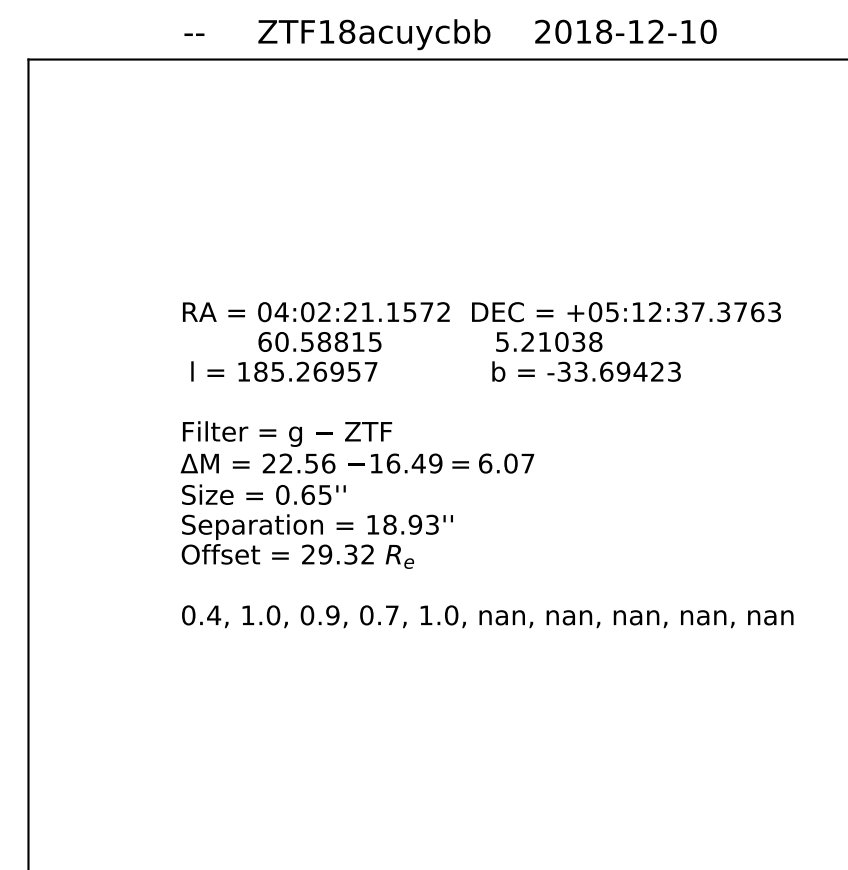 -- ZTF18acuycbb 2018-12-10
RA = 04:02:21.1572 DEC = +05:12:37.3763
60.58815 5.21038
l = 185.26957 b = -33.69423
Filter = g − ZTF
ΔM = 22.56 −16.49 = 6.07
Size = 0.65''
Separation = 18.93''
Offset = 29.32 Re
0.4, 1.0, 0.9, 0.7, 1.0, nan, nan, nan, nan, nan